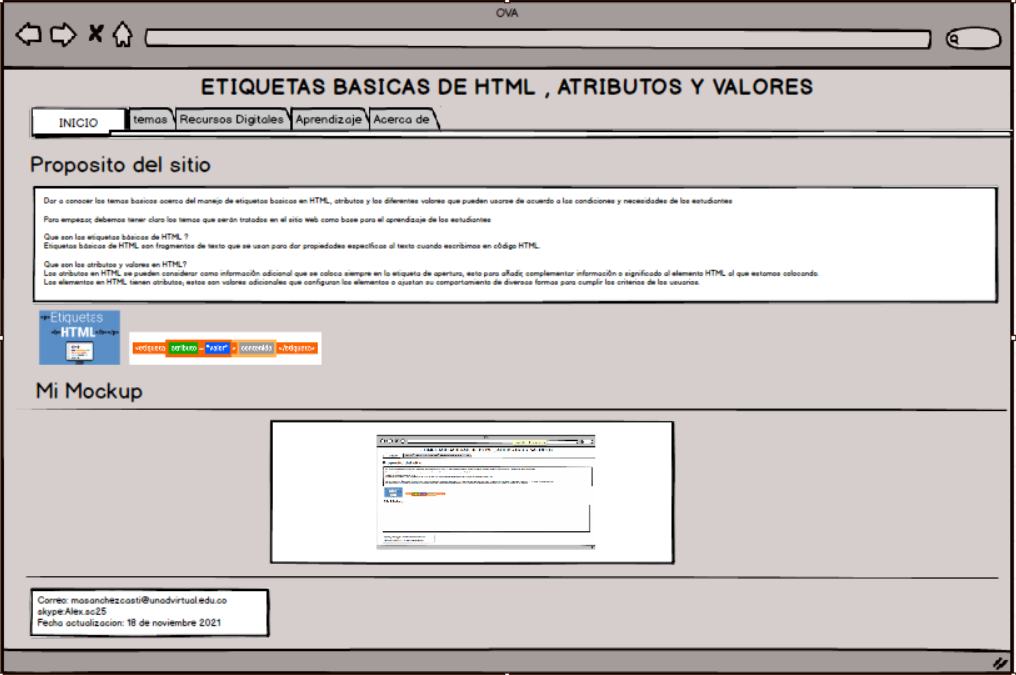 OVA
ETIQUETAS BASICAS DE HTML , ATRIBUTOS Y VALORES
INICIO
temas
Recursos Digitales
Aprendizaje
Acerca de
Proposito del sitio
Dar a conocer los temas basicos acerca del manejo de etiquetas basicas en HTML, atributos y los diferentes valores que pueden usarse de acuerdo a las condiciones y necesidades de los estudiantes
Para empezar, debemos tener claro los temas que serán tratados en el sitio web como base para el aprendizaje de los estudiantes
Que son las etiquetas básicas de HTML ?
Etiquetas básicas de HTML son fragmentos de texto que se usan para dar propiedades especificas al texto cuando escribimos en código HTML.
Que son los atributos y valores en HTML?
Los atributos en HTML se pueden considerar como información adicional que se coloca siempre en la etiqueta de apertura, esto para añadir, complementar información o significado al elemento HTML al que estamos colocando.
Los elementos en HTML tienen atributos; estos son valores adicionales que configuran los elementos o ajustan su comportamiento de diversas formas para cumplir los criterios de los usuarios.
Etiquetas
HTML
<etiqueta atributo = "valor" > contenido </etiqueta>
Mi Mockup
Correo: masanchezcasti@unadvirtual.edu.co
skype:Alex.sc25
Fecha actualizacion: 18 de noviembre 2021